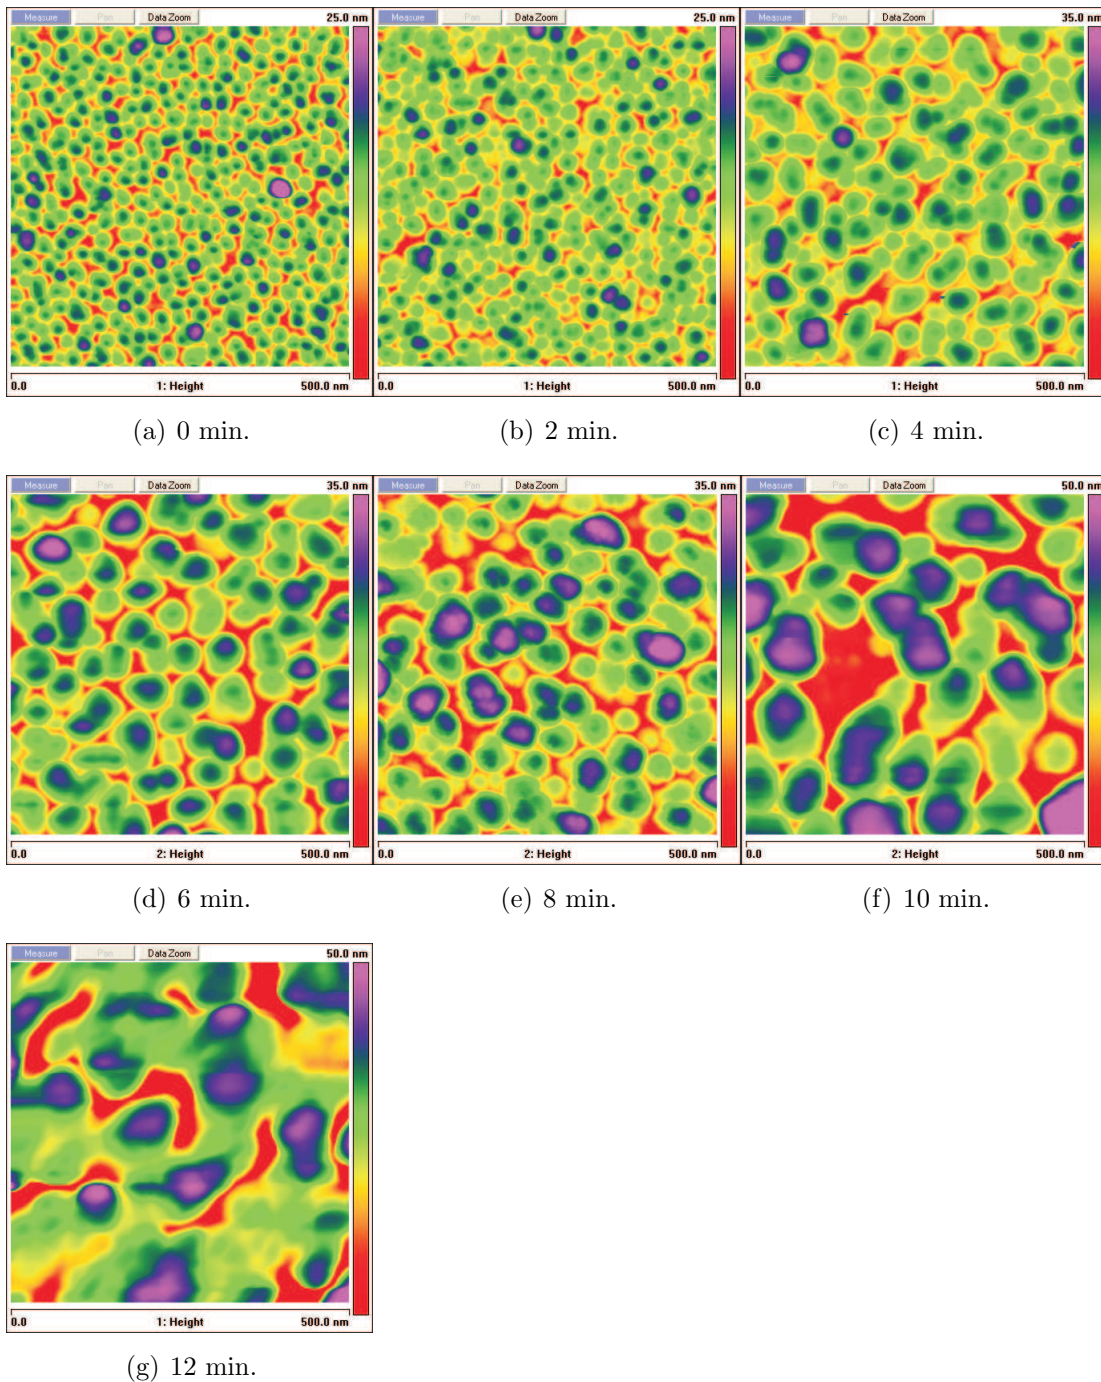 Measure Pan Data Zoom 25.0 nm
Measure Pan Data Zoom 25.0 nm
Measure Pan Data Zoom 35.0 nm
0.0 1: Height 500.0 nm
0.0 1: Height 500.0 nm
0.0 1: Height 500.0 nm
(a) 0 min.
(b) 2 min.
(c) 4 min.
Measure Pan Data Zoom 35.0 nm
Measure Pan Data Zoom 35.0 nm
Measure Pan Data Zoom 50.0 nm
0.0 2: Height 500.0 nm
0.0 2: Height 500.0 nm
0.0 2: Height 500.0 nm
(d) 6 min.
(e) 8 min.
(f) 10 min.
Measure Pan Data Zoom 50.0 nm
0.0 1: Height 500.0 nm
(g) 12 min.